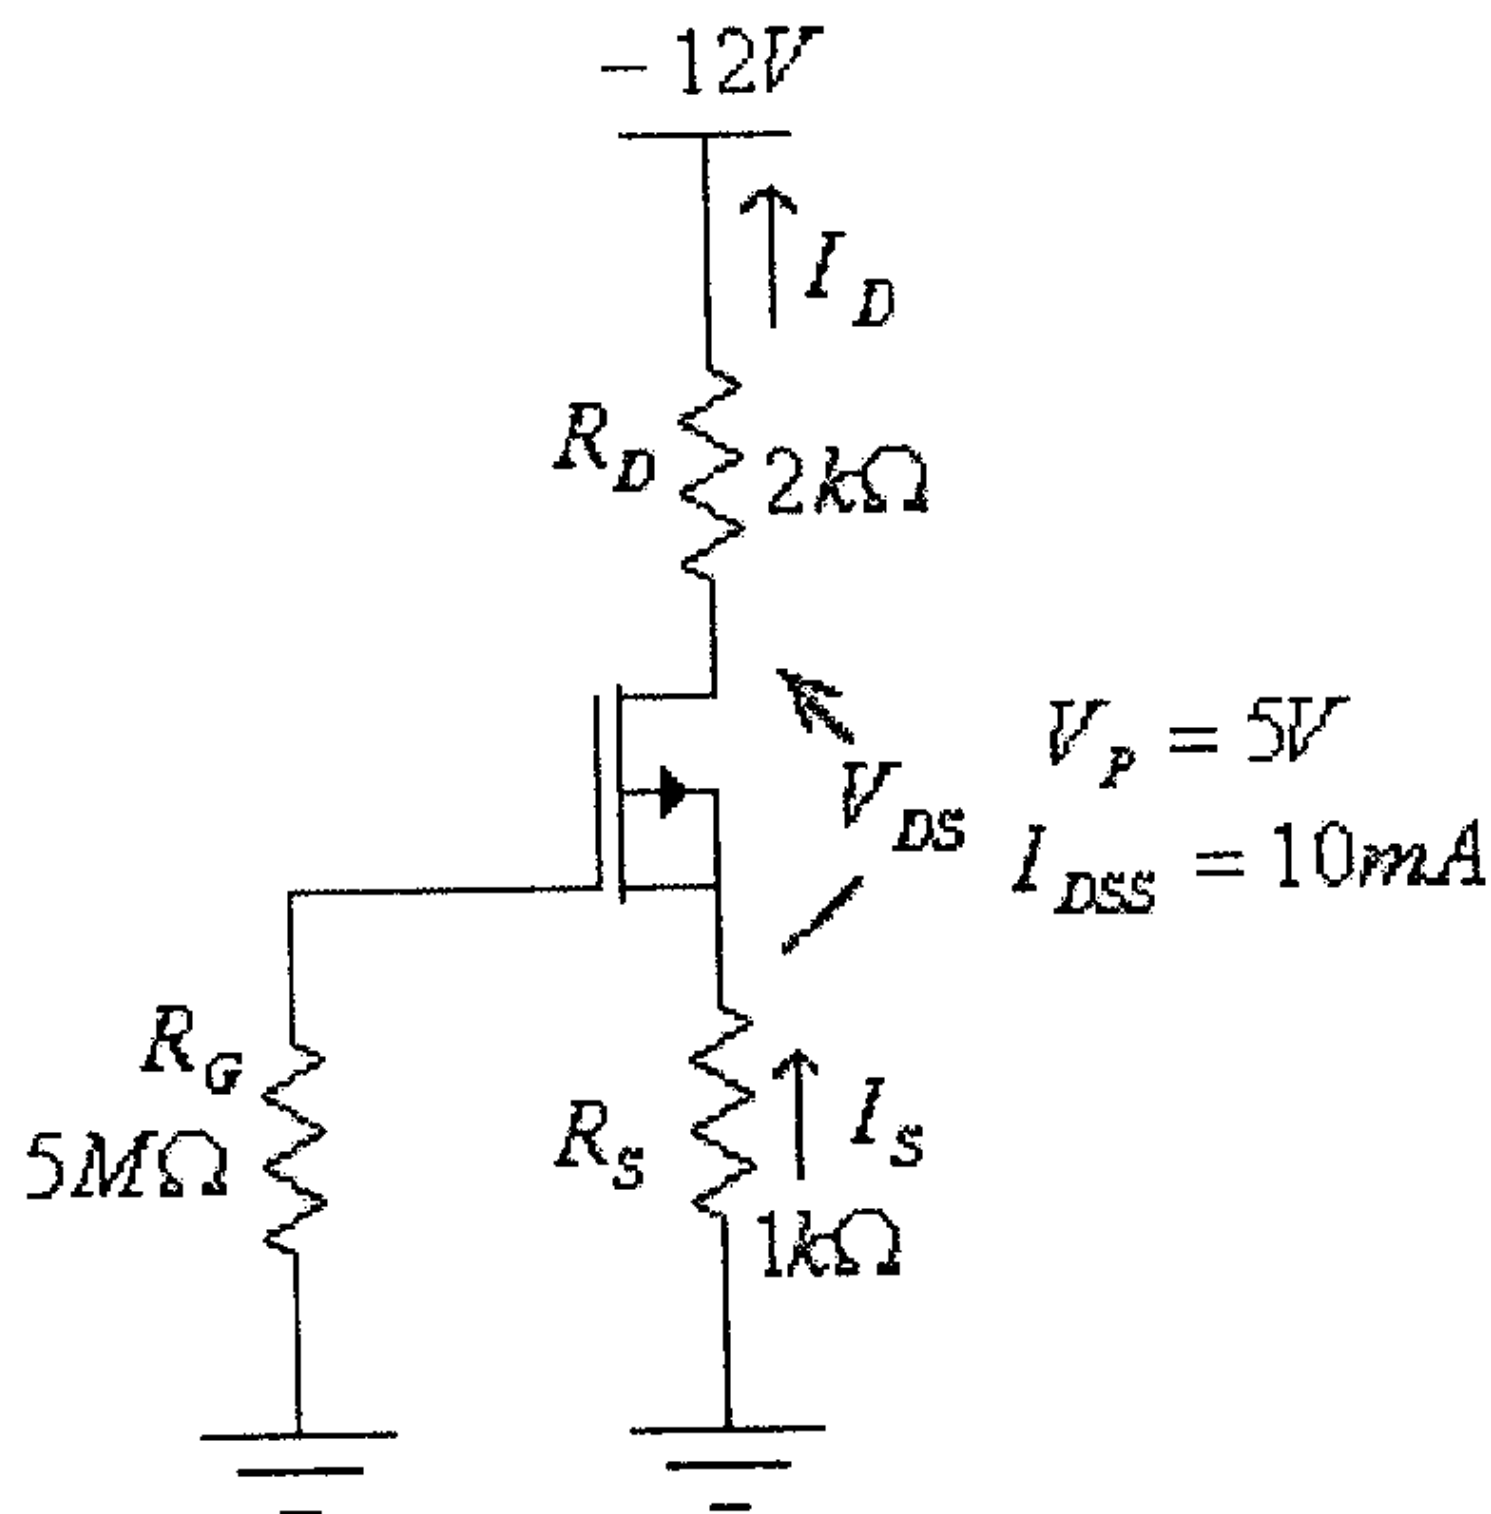 −12V
I_D
R_D
2kΩ
V_DS
V_P = 5V
I_DSS = 10mA
R_G
5MΩ
R_S
I_S
1kΩ